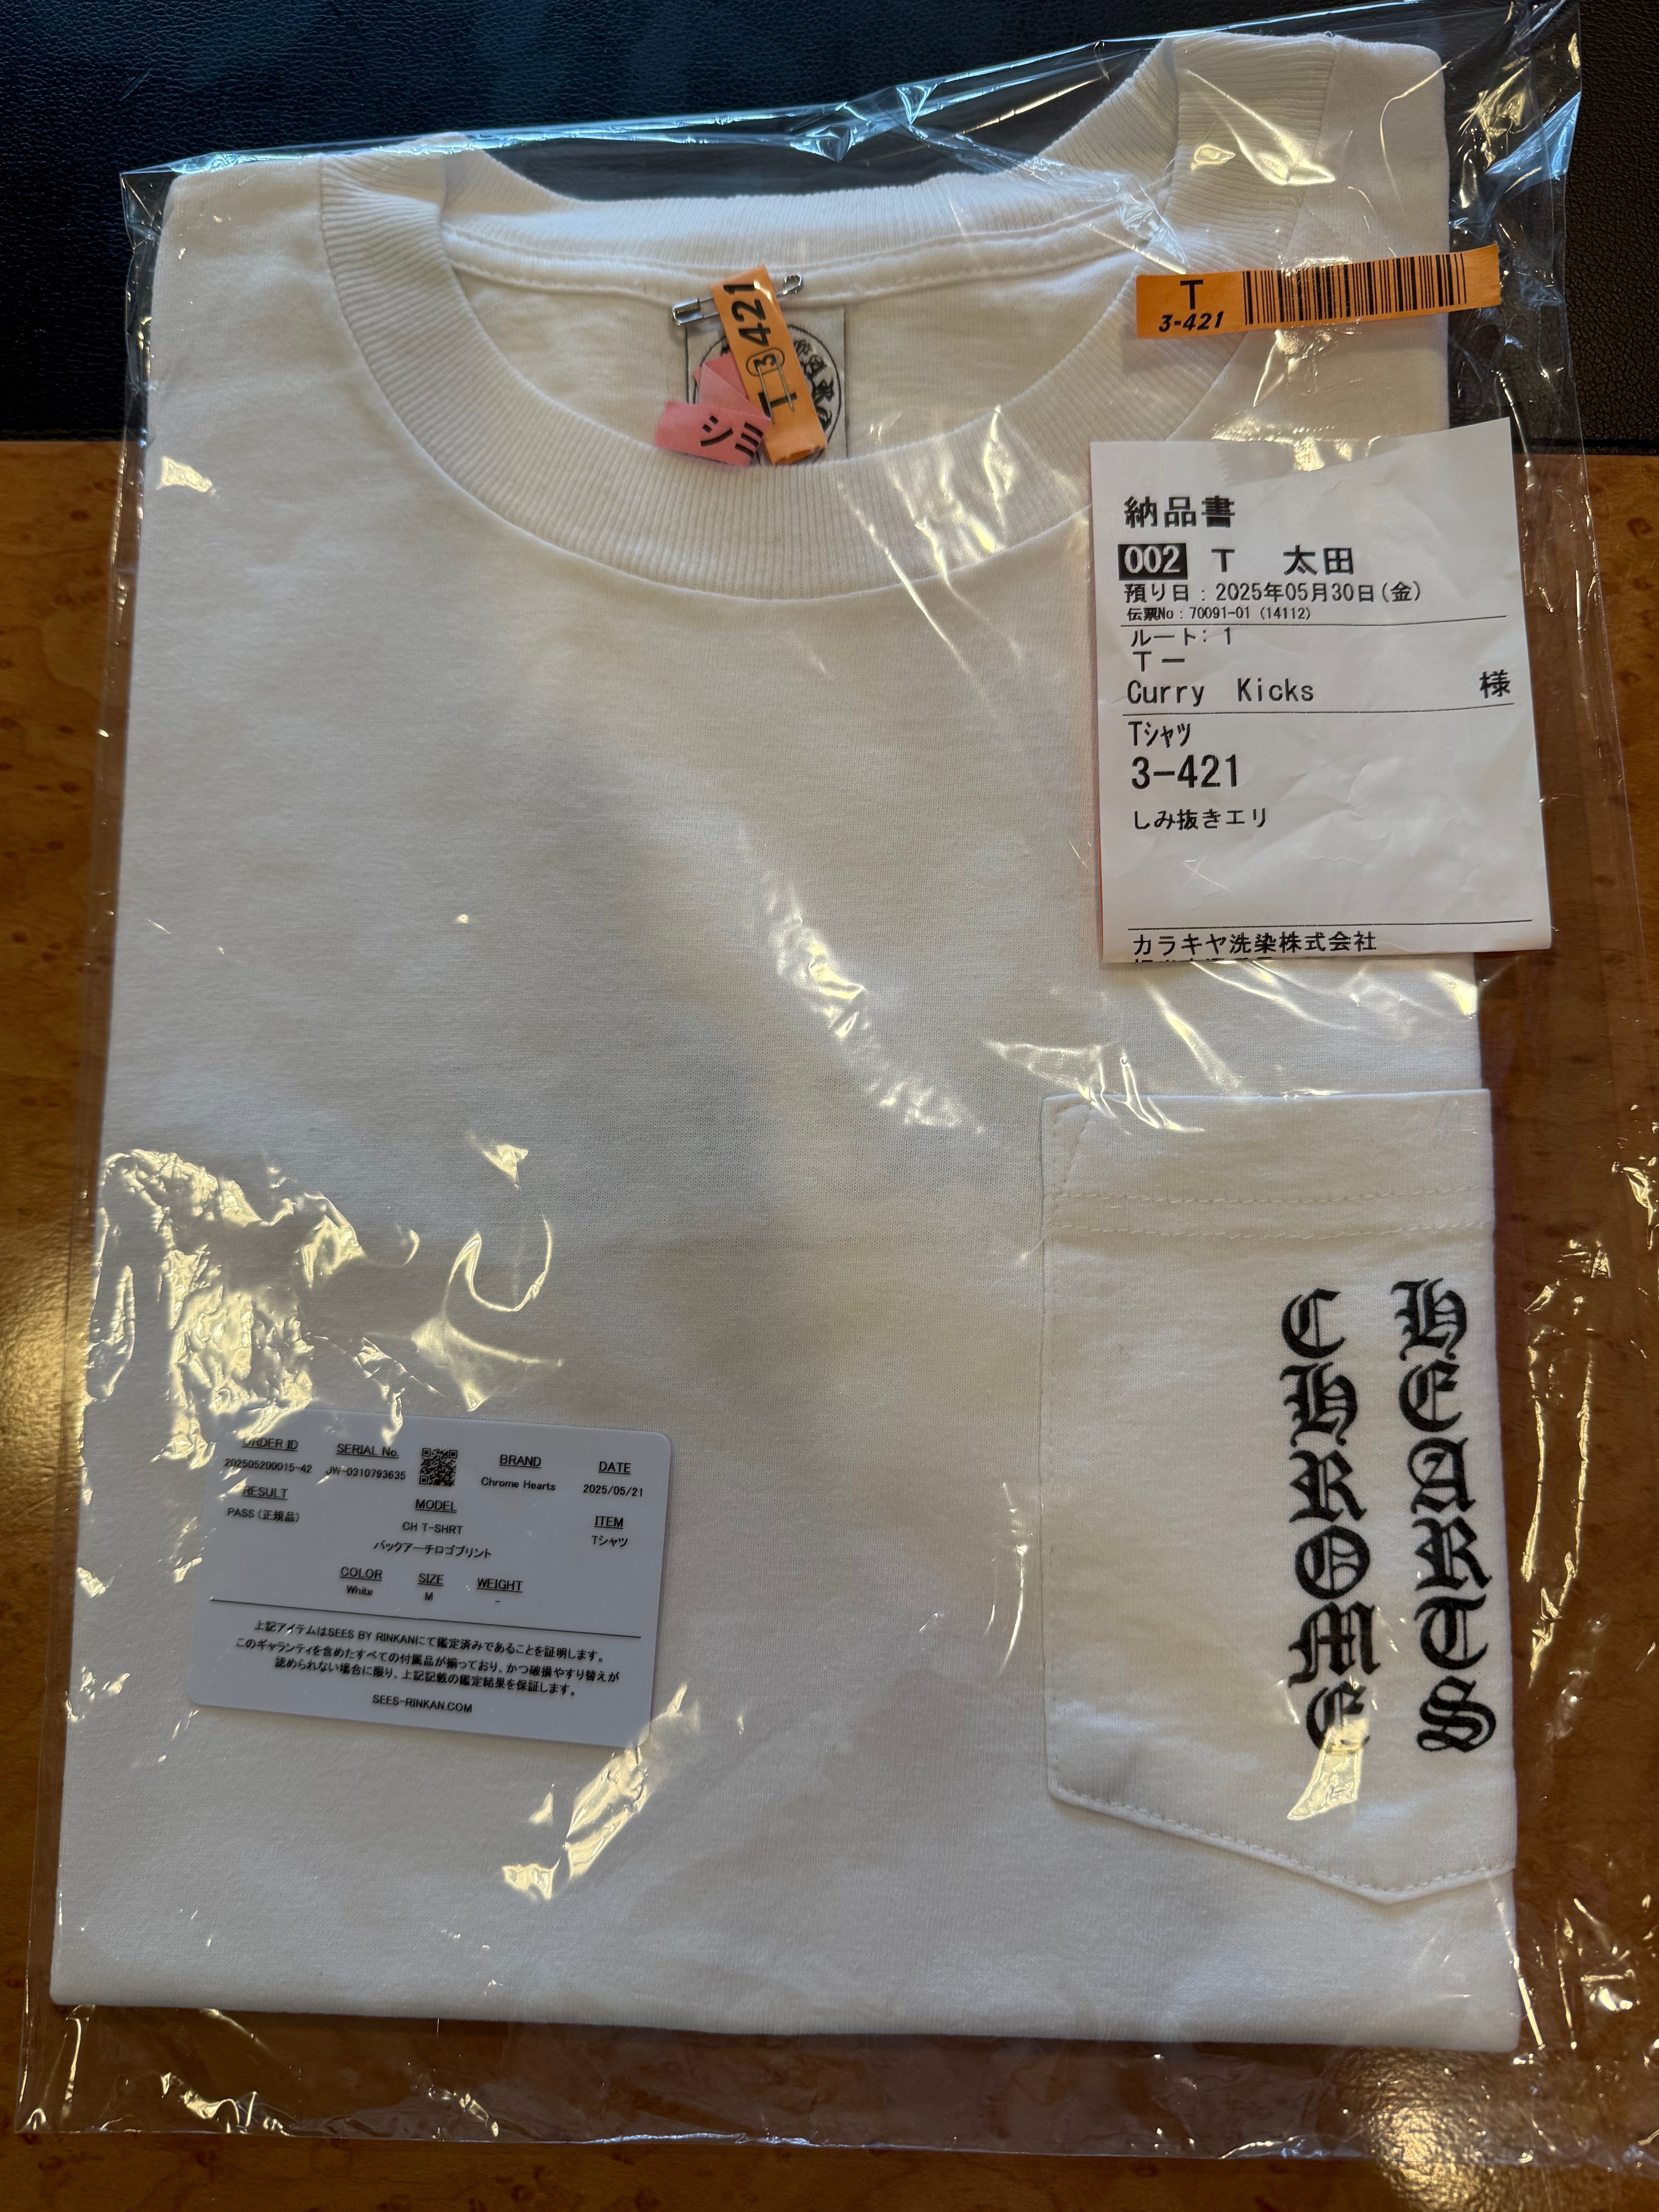 T 3 421
シミ
T
3-421
納品書
002 T 太田
預り日：2025年05月30日(金)
伝票No：70091-01 (14112)
ルート: 1
Tー
Curry Kicks 様
Tシャツ
3-421
しみ抜きエリ
カラキヤ洗染株式会社
CHROME
HEARTS
ORDER ID
202505200015-42
SERIAL No.
JW-0310793635
BRAND
Chrome Hearts
DATE
2025/05/21
RESULT
PASS (正規品)
MODEL
CH T-SHRT
バックアーチロゴプリント
ITEM
Tシャツ
COLOR
White
SIZE
M
WEIGHT
-
上記アイテムはSEES BY RINKANにて鑑定済みであることを証明します。
このギャランティを含めたすべての付属品が揃っており、かつ破損やすり替えが
認められない場合に限り、上記記載の鑑定結果を保証します。
SEES-RINKAN.COM